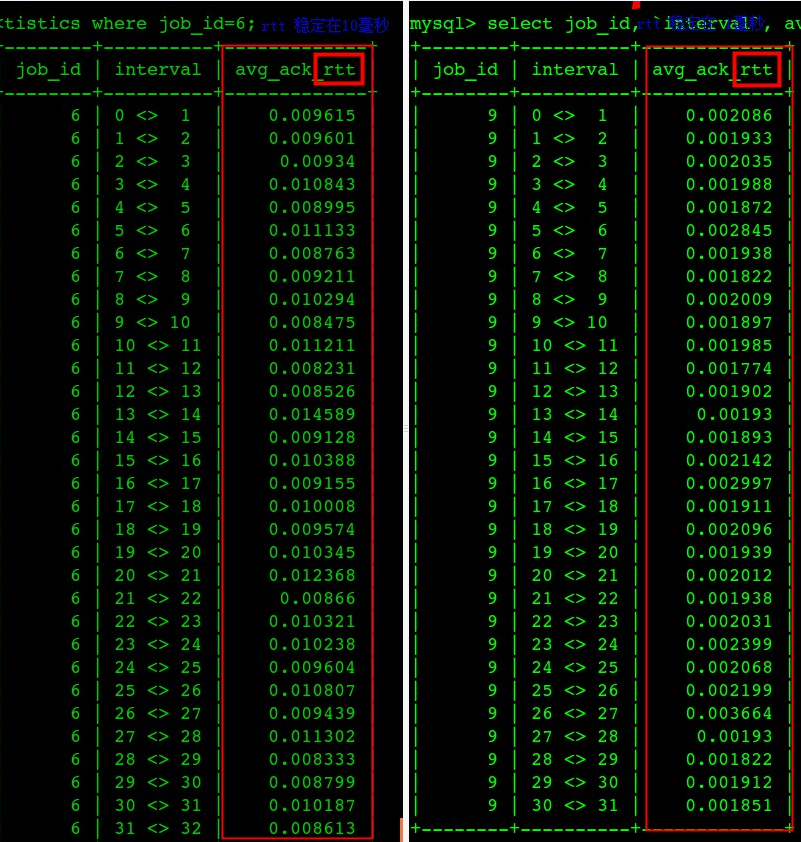 <tistics where job_id=6; rtt 稳定在10毫秒
job_id | interval | avg_ack_rtt
6 | 0 <> 1 | 0.009615
6 | 1 <> 2 | 0.009601
6 | 2 <> 3 | 0.00934
6 | 3 <> 4 | 0.010843
6 | 4 <> 5 | 0.008995
6 | 5 <> 6 | 0.011133
6 | 6 <> 7 | 0.008763
6 | 7 <> 8 | 0.009211
6 | 8 <> 9 | 0.010294
6 | 9 <> 10 | 0.008475
6 | 10 <> 11 | 0.011211
6 | 11 <> 12 | 0.008231
6 | 12 <> 13 | 0.008526
6 | 13 <> 14 | 0.014589
6 | 14 <> 15 | 0.009128
6 | 15 <> 16 | 0.010388
6 | 16 <> 17 | 0.009155
6 | 17 <> 18 | 0.010008
6 | 18 <> 19 | 0.009574
6 | 19 <> 20 | 0.010345
6 | 20 <> 21 | 0.012368
6 | 21 <> 22 | 0.00866
6 | 22 <> 23 | 0.010321
6 | 23 <> 24 | 0.010238
6 | 24 <> 25 | 0.009604
6 | 25 <> 26 | 0.010807
6 | 26 <> 27 | 0.009439
6 | 27 <> 28 | 0.011302
6 | 28 <> 29 | 0.008333
6 | 29 <> 30 | 0.008799
6 | 30 <> 31 | 0.010187
6 | 31 <> 32 | 0.008613
mysql> select job_id, `interval`, av
rtt
| job_id | interval | avg_ack_rtt |
| 9 | 0 <> 1 | 0.002086 |
| 9 | 1 <> 2 | 0.001933 |
| 9 | 2 <> 3 | 0.002035 |
| 9 | 3 <> 4 | 0.001988 |
| 9 | 4 <> 5 | 0.001872 |
| 9 | 5 <> 6 | 0.002845 |
| 9 | 6 <> 7 | 0.001938 |
| 9 | 7 <> 8 | 0.001822 |
| 9 | 8 <> 9 | 0.002009 |
| 9 | 9 <> 10 | 0.001897 |
| 9 | 10 <> 11 | 0.001985 |
| 9 | 11 <> 12 | 0.001774 |
| 9 | 12 <> 13 | 0.001902 |
| 9 | 13 <> 14 | 0.00193 |
| 9 | 14 <> 15 | 0.001893 |
| 9 | 15 <> 16 | 0.002142 |
| 9 | 16 <> 17 | 0.002997 |
| 9 | 17 <> 18 | 0.001911 |
| 9 | 18 <> 19 | 0.002096 |
| 9 | 19 <> 20 | 0.001939 |
| 9 | 20 <> 21 | 0.002012 |
| 9 | 21 <> 22 | 0.001938 |
| 9 | 22 <> 23 | 0.002031 |
| 9 | 23 <> 24 | 0.002399 |
| 9 | 24 <> 25 | 0.002068 |
| 9 | 25 <> 26 | 0.002199 |
| 9 | 26 <> 27 | 0.003664 |
| 9 | 27 <> 28 | 0.00193 |
| 9 | 28 <> 29 | 0.001822 |
| 9 | 29 <> 30 | 0.001912 |
| 9 | 30 <> 31 | 0.001851 |